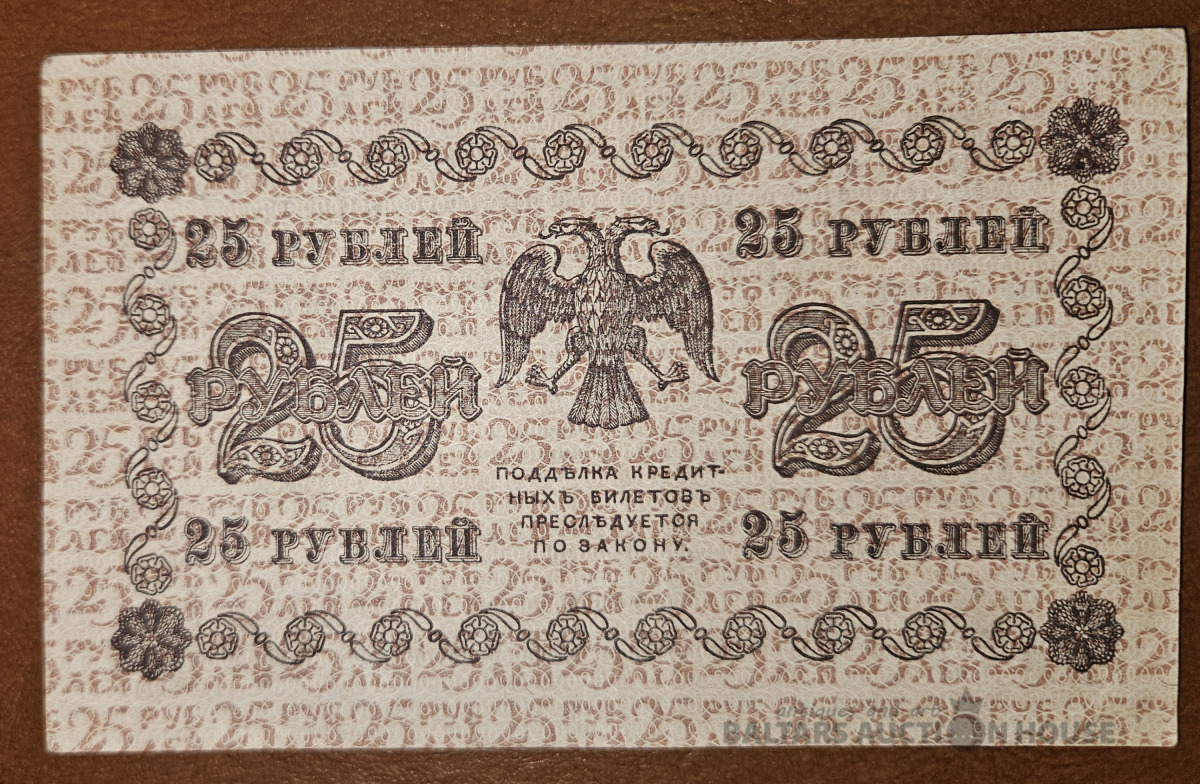 25 РУБЛЕЙ
25 РУБЛЕЙ
25 РУБЛЕЙ
25 РУБЛЕЙ
ПОДДѢЛКА КРЕДИТ-
НЫХЪ БИЛЕТОВЪ
ПРЕСЛѢДУЕТСЯ
ПО ЗАКОНУ.
25 РУБЛЕЙ
25 РУБЛЕЙ
BALTARS AUCTION HOUSE